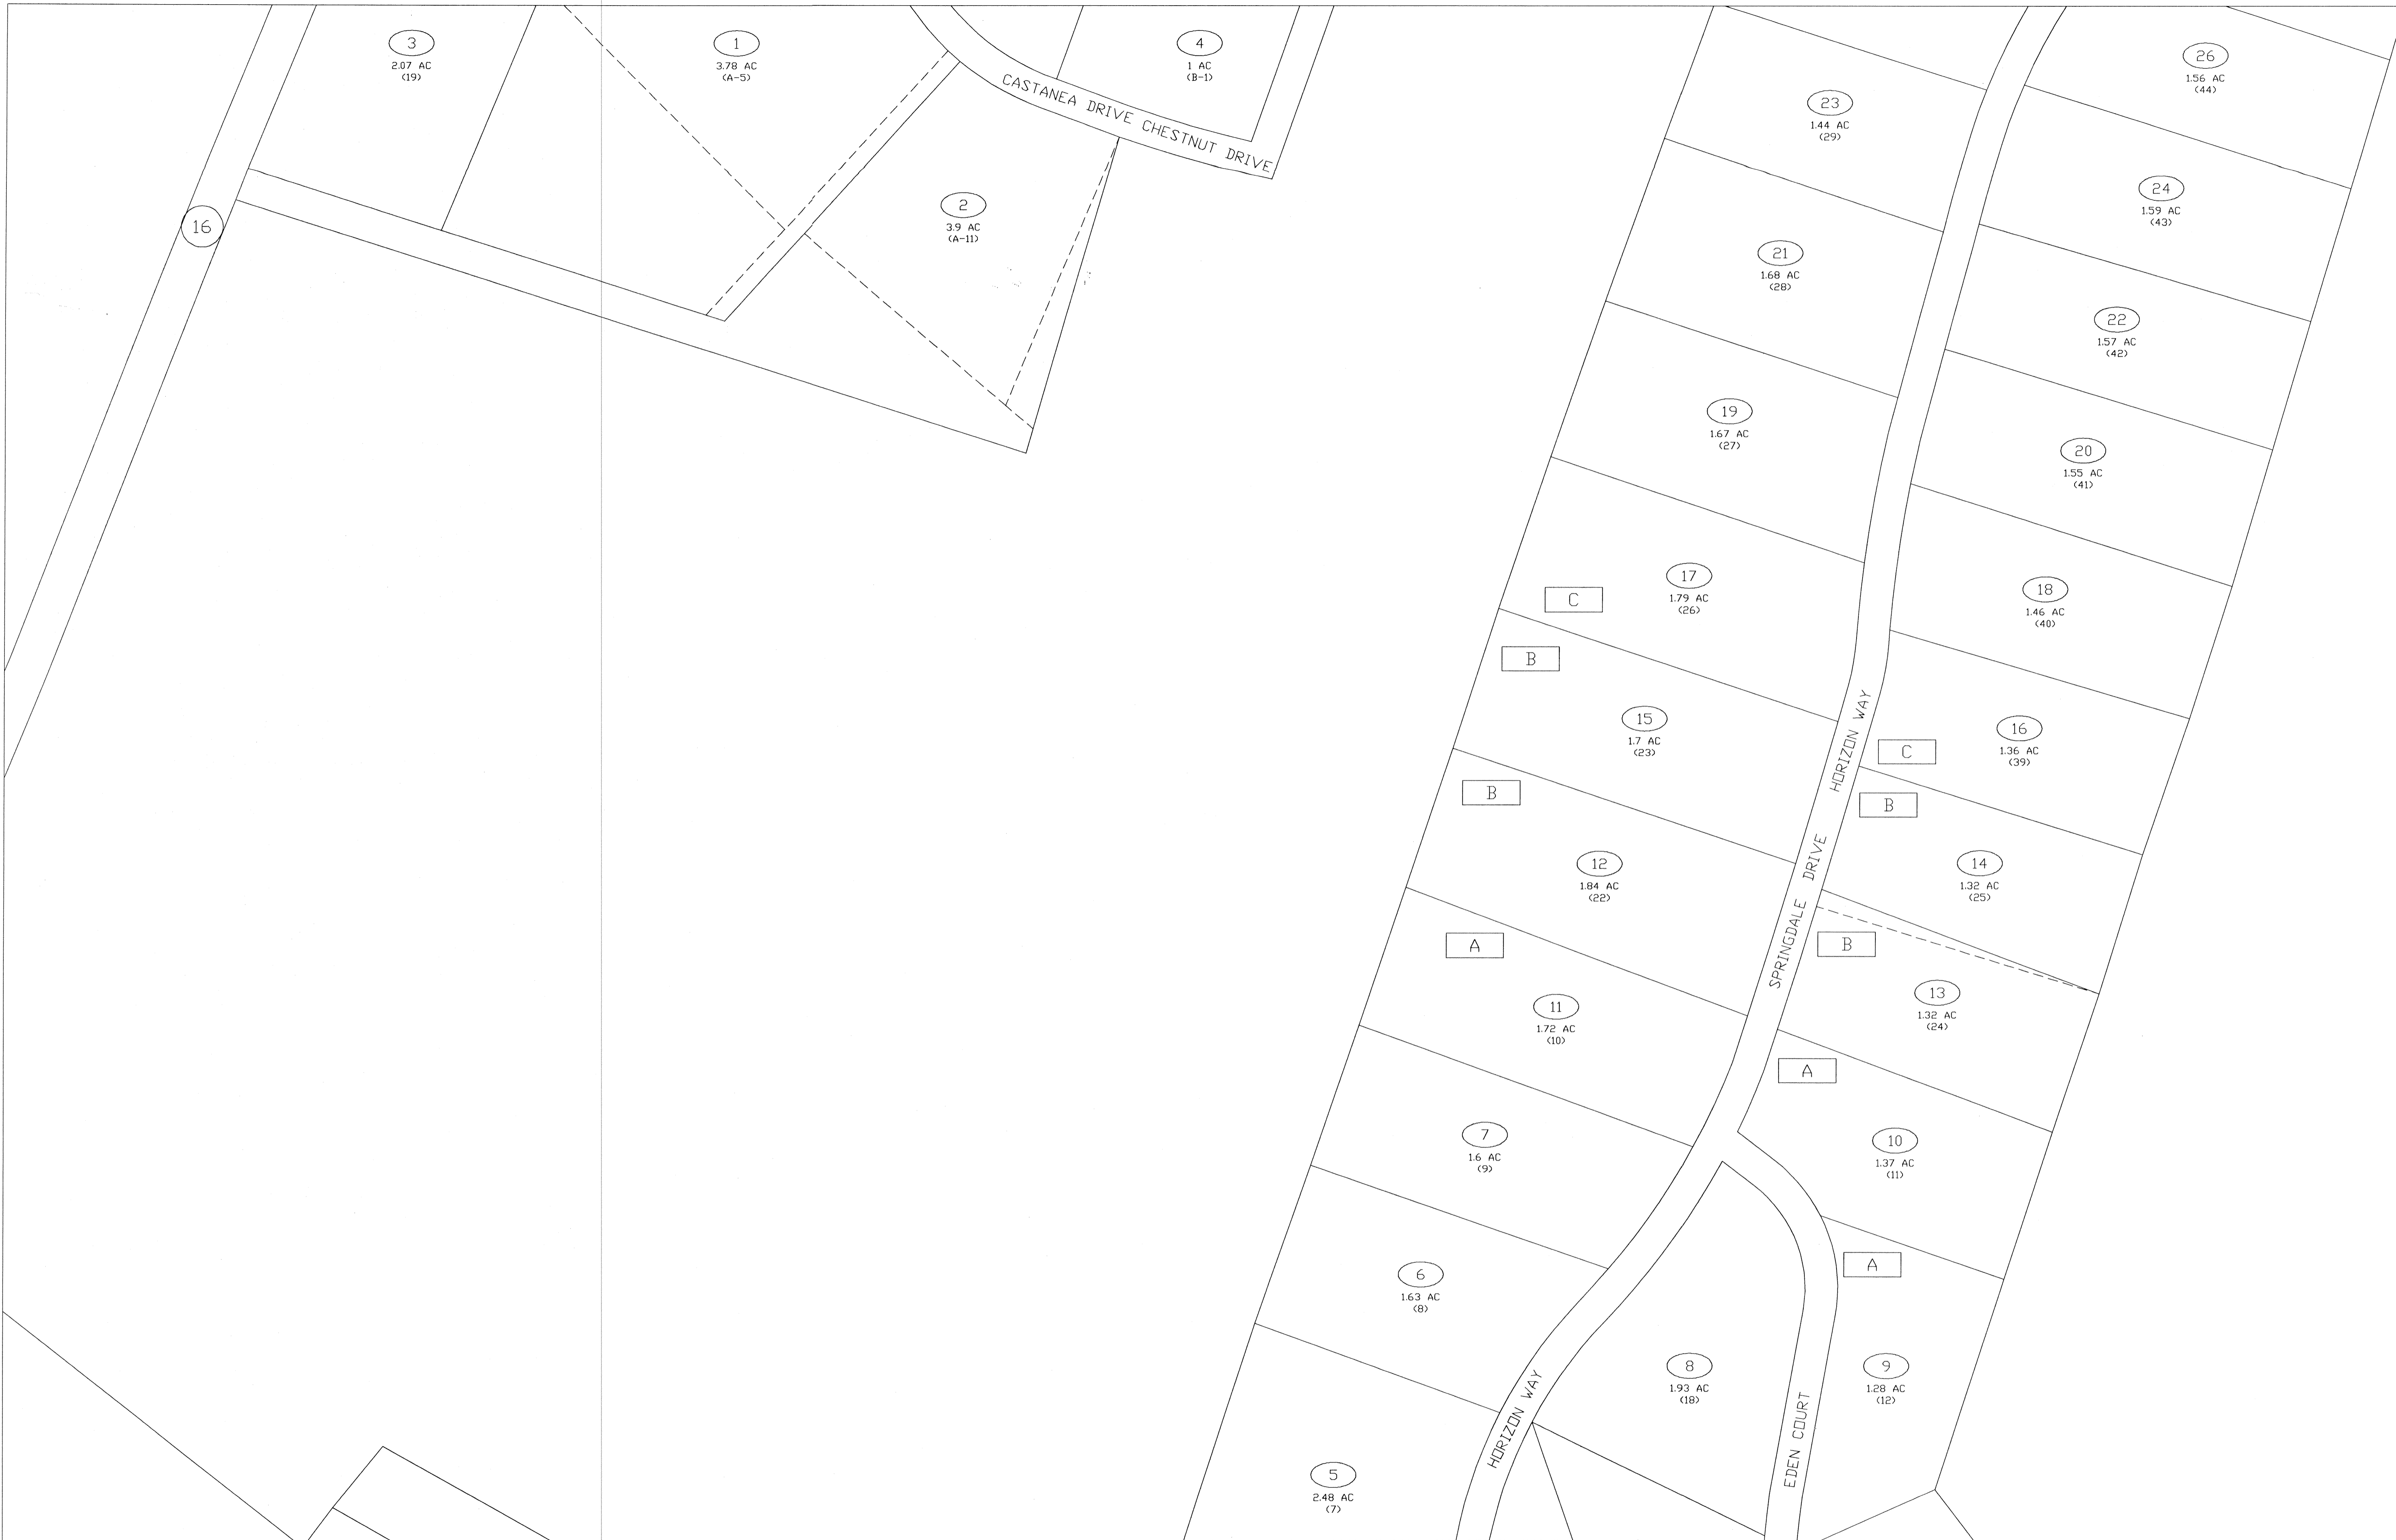 3
2.07 AC
(19)
1
3.78 AC
(A-5)
4
1 AC
(B-1)
CASTANEA DRIVE CHESTNUT DRIVE
2
3.9 AC
(A-11)
16
26
1.56 AC
(44)
23
1.44 AC
(29)
24
1.59 AC
(43)
21
1.68 AC
(28)
22
1.57 AC
(42)
19
1.67 AC
(27)
20
1.55 AC
(41)
17
1.79 AC
(26)
C
18
1.46 AC
(40)
B
15
1.7 AC
(23)
HORIZON WAY
16
1.36 AC
(39)
C
B
B
12
1.84 AC
(22)
SPRINGDALE DRIVE
14
1.32 AC
(25)
A
B
11
1.72 AC
(10)
13
1.32 AC
(24)
A
7
1.6 AC
(9)
10
1.37 AC
(11)
6
1.63 AC
(8)
A
8
1.93 AC
(18)
9
1.28 AC
(12)
HORIZON WAY
EDEN COURT
5
2.48 AC
(7)